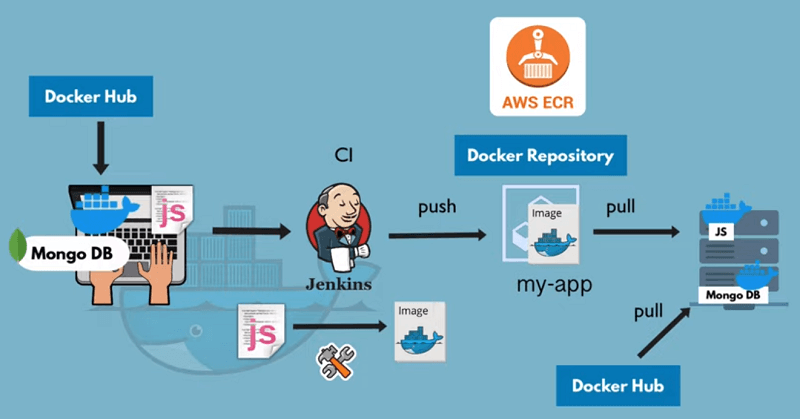 AWS ECR
Docker Hub
CI
Docker Repository
JS
Mongo DB
Jenkins
push
Image
my-app
pull
JS
Mongo DB
JS
Image
pull
Docker Hub